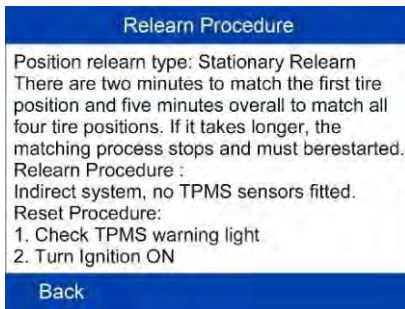 Relearn Procedure
Position relearn type: Stationary Relearn
There are two minutes to match the first tire
position and five minutes overall to match all
four tire positions. If it takes longer, the
matching process stops and must berestarted.
Relearn Procedure :
Indirect system, no TPMS sensors fitted.
Reset Procedure:
1. Check TPMS warning light
2. Turn Ignition ON
Back